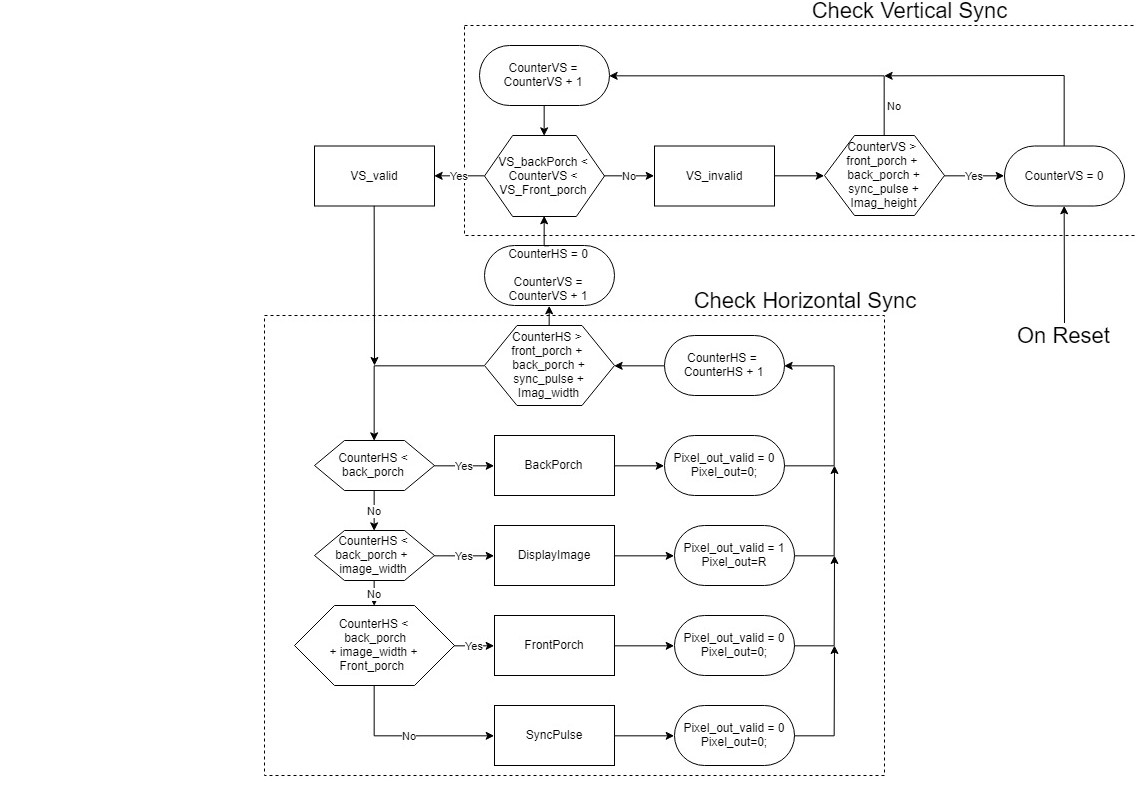 Check Vertical Sync
CounterVS =
CounterVS + 1
No
VS_valid
Yes
VS_backPorch <
CounterVS <
VS_Front_porch
No
VS_invalid
CounterVS >
front_porch +
back_porch +
sync_pulse +
Imag_height
Yes
CounterVS = 0
CounterHS = 0
CounterVS =
CounterVS + 1
On Reset
Check Horizontal Sync
CounterHS >
front_porch +
back_porch +
sync_pulse +
Imag_width
CounterHS =
CounterHS + 1
CounterHS <
back_porch
Yes
BackPorch
Pixel_out_valid = 0
Pixel_out=0;
No
CounterHS <
back_porch +
image_width
Yes
DisplayImage
Pixel_out_valid = 1
Pixel_out=R
No
CounterHS <
back_porch
+ image_width +
Front_porch
Yes
FrontPorch
Pixel_out_valid = 0
Pixel_out=0;
No
SyncPulse
Pixel_out_valid = 0
Pixel_out=0;